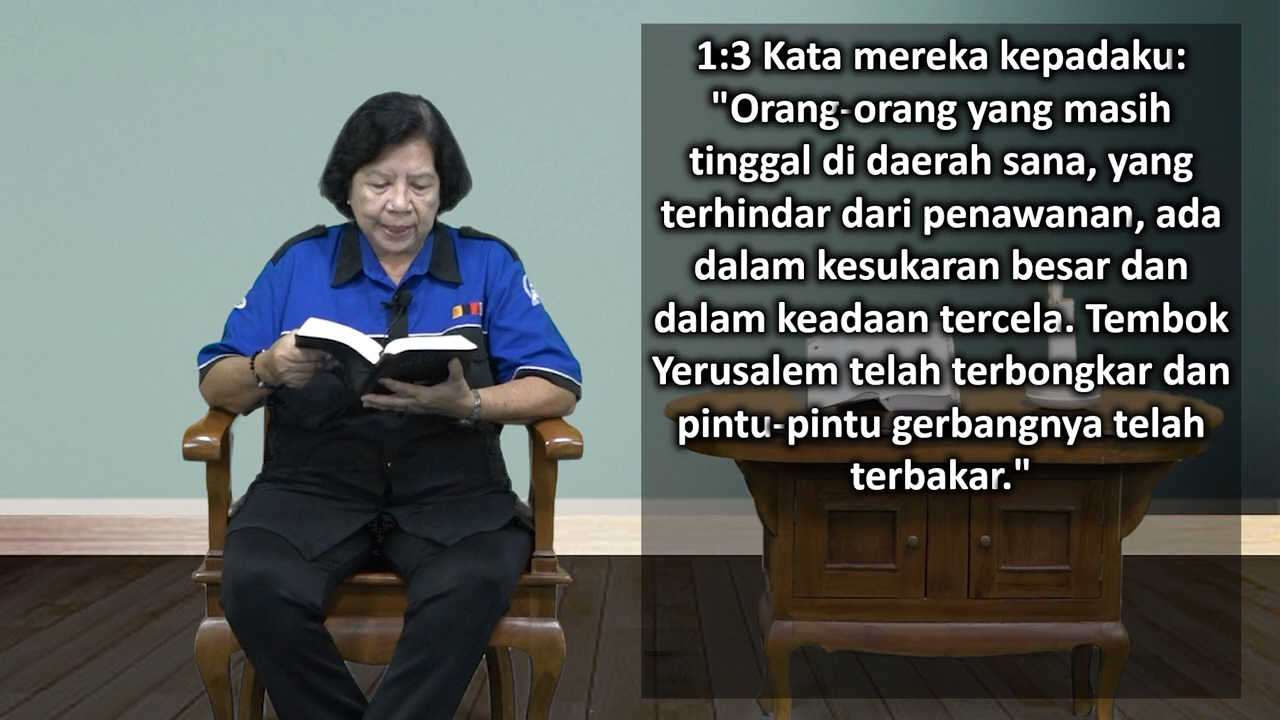 1:3 Kata mereka kepadaku:
"Orang-orang yang masih
tinggal di daerah sana, yang
terhindar dari penawanan, ada
dalam kesukaran besar dan
dalam keadaan tercela. Tembok
Yerusalem telah terbongkar dan
pintu-pintu gerbangnya telah
terbakar."